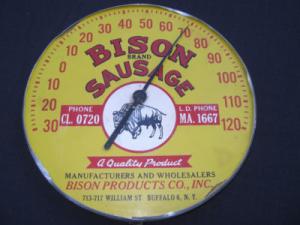 30
20
10
0
10
20
30
40
50
60
70
80
90
100
110
120
BISON
BRAND
SAUSAGE
PHONE
CL. 0720
L. D. PHONE
MA. 1667
A Quality Product
MANUFACTURERS AND WHOLESALERS
BISON PRODUCTS CO., INC.
713-717 WILLIAM ST. BUFFALO 6, N. Y.